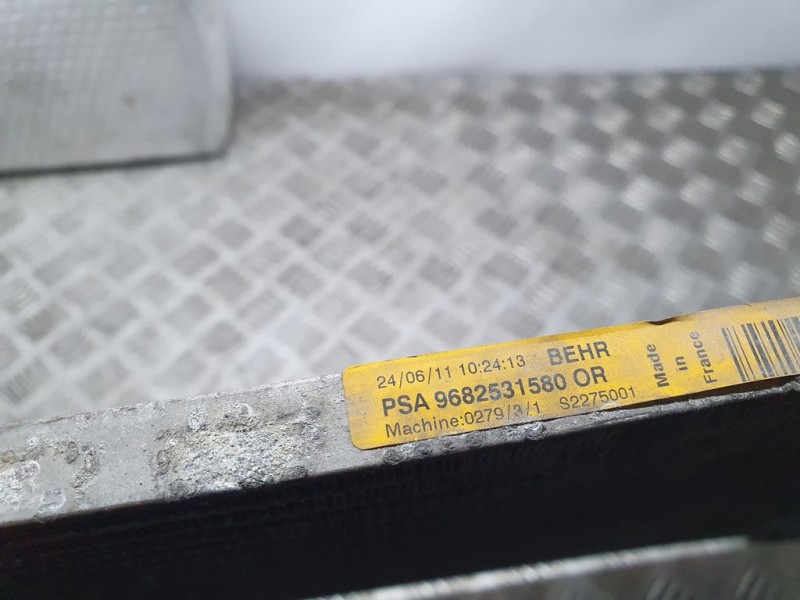 24/06/11 10:24:13 BEHR
PSA 9682531580 OR
Machine:0279/3/1 S2275001
Made
in
France